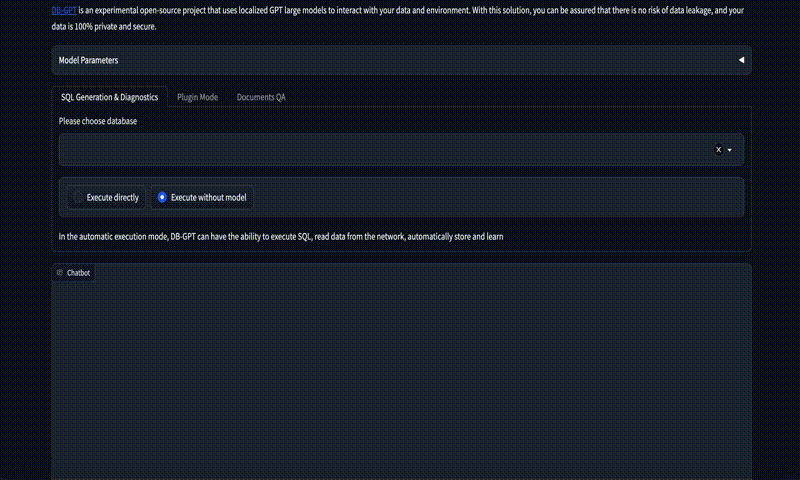 DB-GPT is an experimental open-source project that uses localized GPT large models to interact with your data and environment. With this solution, you can be assured that there is no risk of data leakage, and your
data is 100% private and secure.
Model Parameters
SQL Generation & Diagnostics Plugin Mode Documents QA
Please choose database
X
Execute directly Execute without model
In the automatic execution mode, DB-GPT can have the ability to execute SQL, read data from the network, automatically store and learn
Chatbot